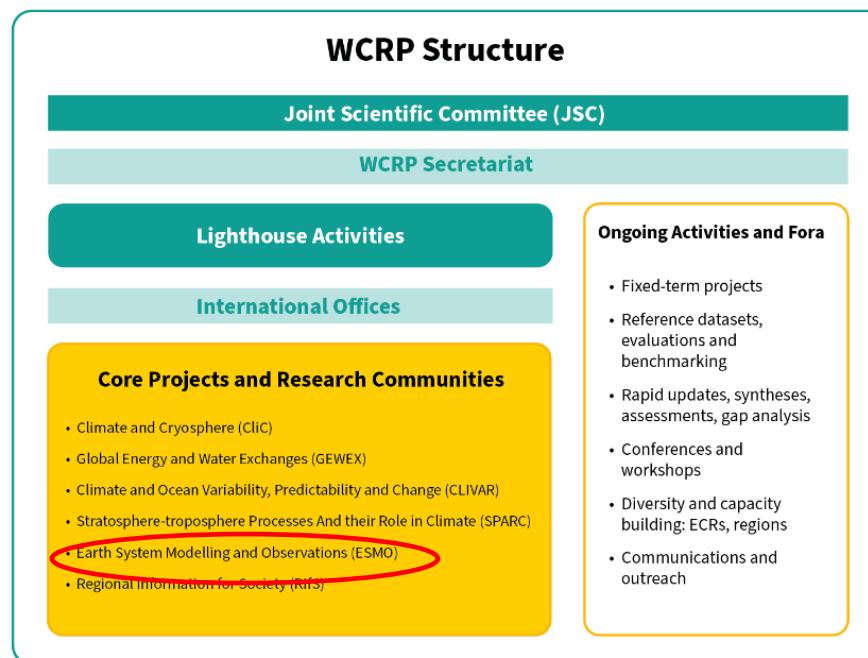 WCRP Structure
Joint Scientific Committee (JSC)
WCRP Secretariat
Lighthouse Activities
International Offices
Core Projects and Research Communities
• Climate and Cryosphere (CliC)
• Global Energy and Water Exchanges (GEWEX)
• Climate and Ocean Variability, Predictability and Change (CLIVAR)
• Stratosphere-troposphere Processes And their Role in Climate (SPARC)
• Earth System Modelling and Observations (ESMO)
• Regional Information for Society (RIfS)
Ongoing Activities and Fora
• Fixed-term projects
• Reference datasets,
evaluations and
benchmarking
• Rapid updates, syntheses,
assessments, gap analysis
• Conferences and
workshops
• Diversity and capacity
building: ECRs, regions
• Communications and
outreach